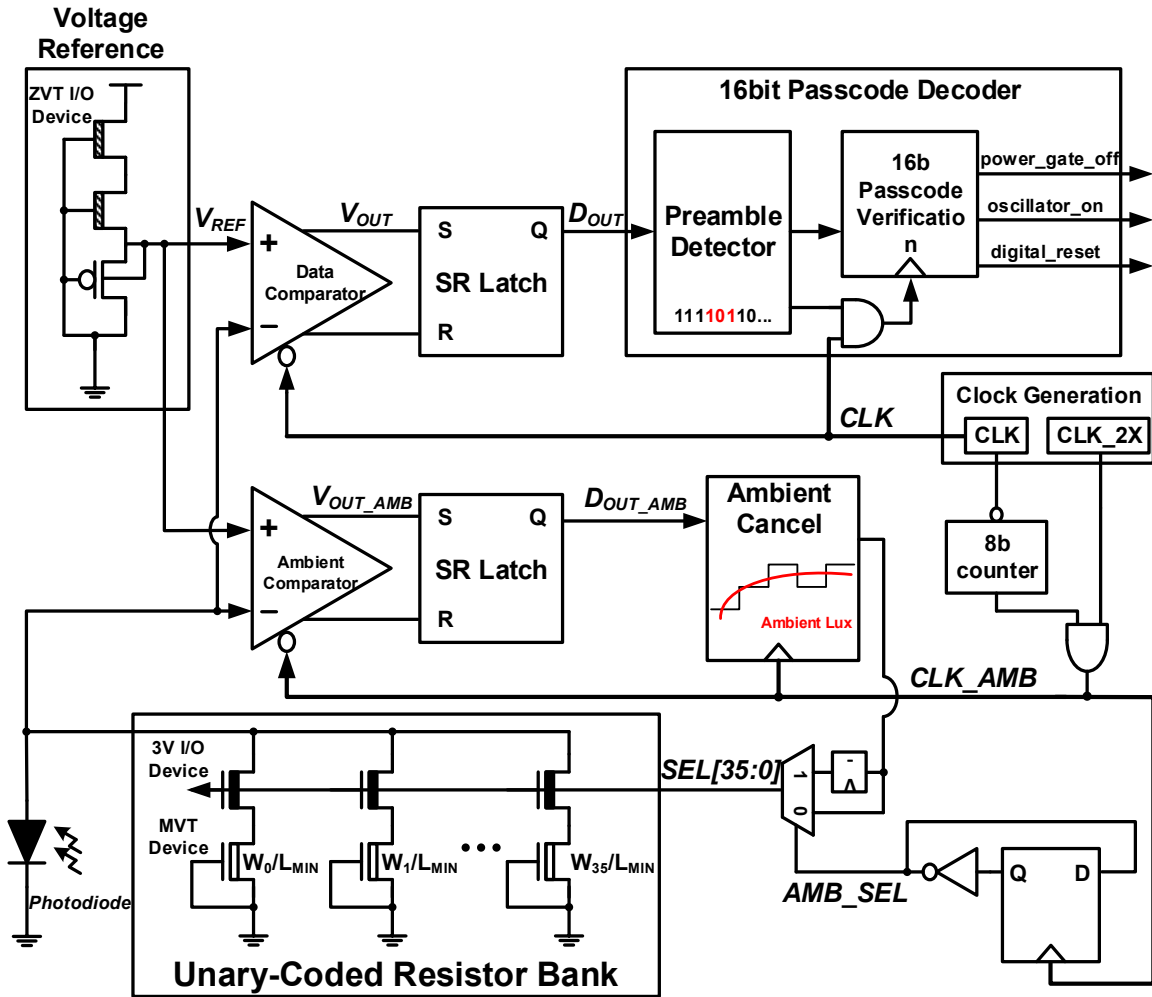 Voltage
Reference
ZVT I/O
Device
V_REF
+
−
Data
Comparator
V_OUT
S
Q
SR Latch
R
D_OUT
16bit Passcode Decoder
Preamble
Detector
11110110...
16b
Passcode
Verificatio
n
power_gate_off
oscillator_on
digital_reset
CLK
Clock Generation
CLK
CLK_2X
8b
counter
+
−
Ambient
Comparator
V_OUT_AMB
S
Q
SR Latch
R
D_OUT_AMB
Ambient
Cancel
Ambient Lux
CLK_AMB
3V I/O
Device
MVT
Device
W_0/L_MIN
W_1/L_MIN
•••
W_35/L_MIN
Unary-Coded Resistor Bank
Photodiode
SEL[35:0]
1
0
-
Δ
AMB_SEL
Q
D